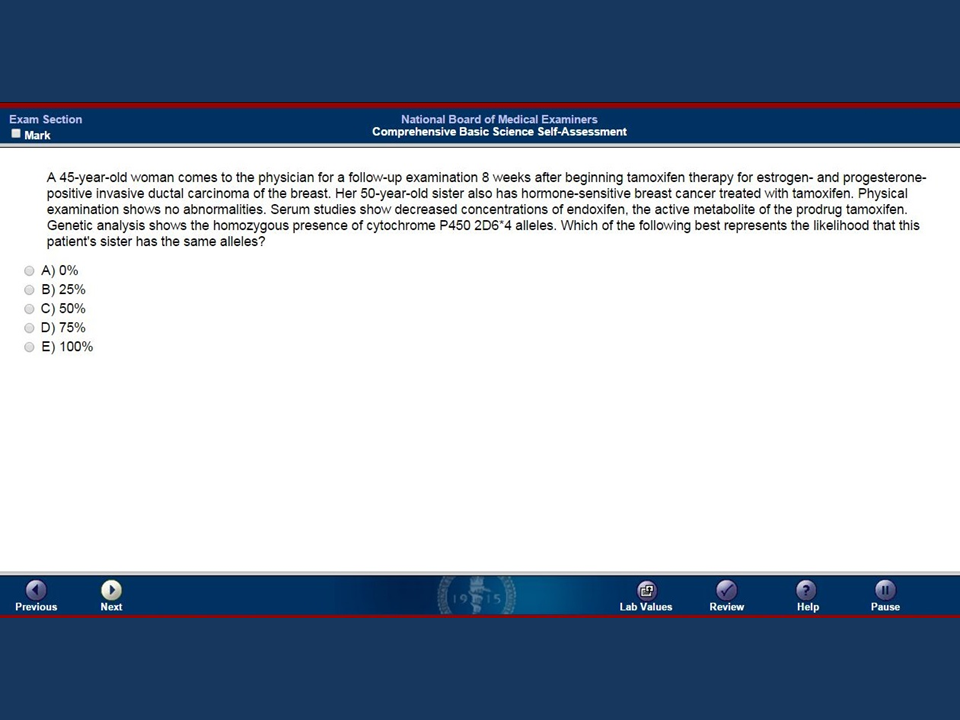 Exam Section
Mark
National Board of Medical Examiners
Comprehensive Basic Science Self-Assessment
A 45-year-old woman comes to the physician for a follow-up examination 8 weeks after beginning tamoxifen therapy for estrogen- and progesterone-
positive invasive ductal carcinoma of the breast. Her 50-year-old sister also has hormone-sensitive breast cancer treated with tamoxifen. Physical
examination shows no abnormalities. Serum studies show decreased concentrations of endoxifen, the active metabolite of the prodrug tamoxifen.
Genetic analysis shows the homozygous presence of cytochrome P450 2D6*4 alleles. Which of the following best represents the likelihood that this
patient's sister has the same alleles?
A) 0%
B) 25%
C) 50%
D) 75%
E) 100%
Previous
Next
1915
Lab Values
Review
Help
Pause